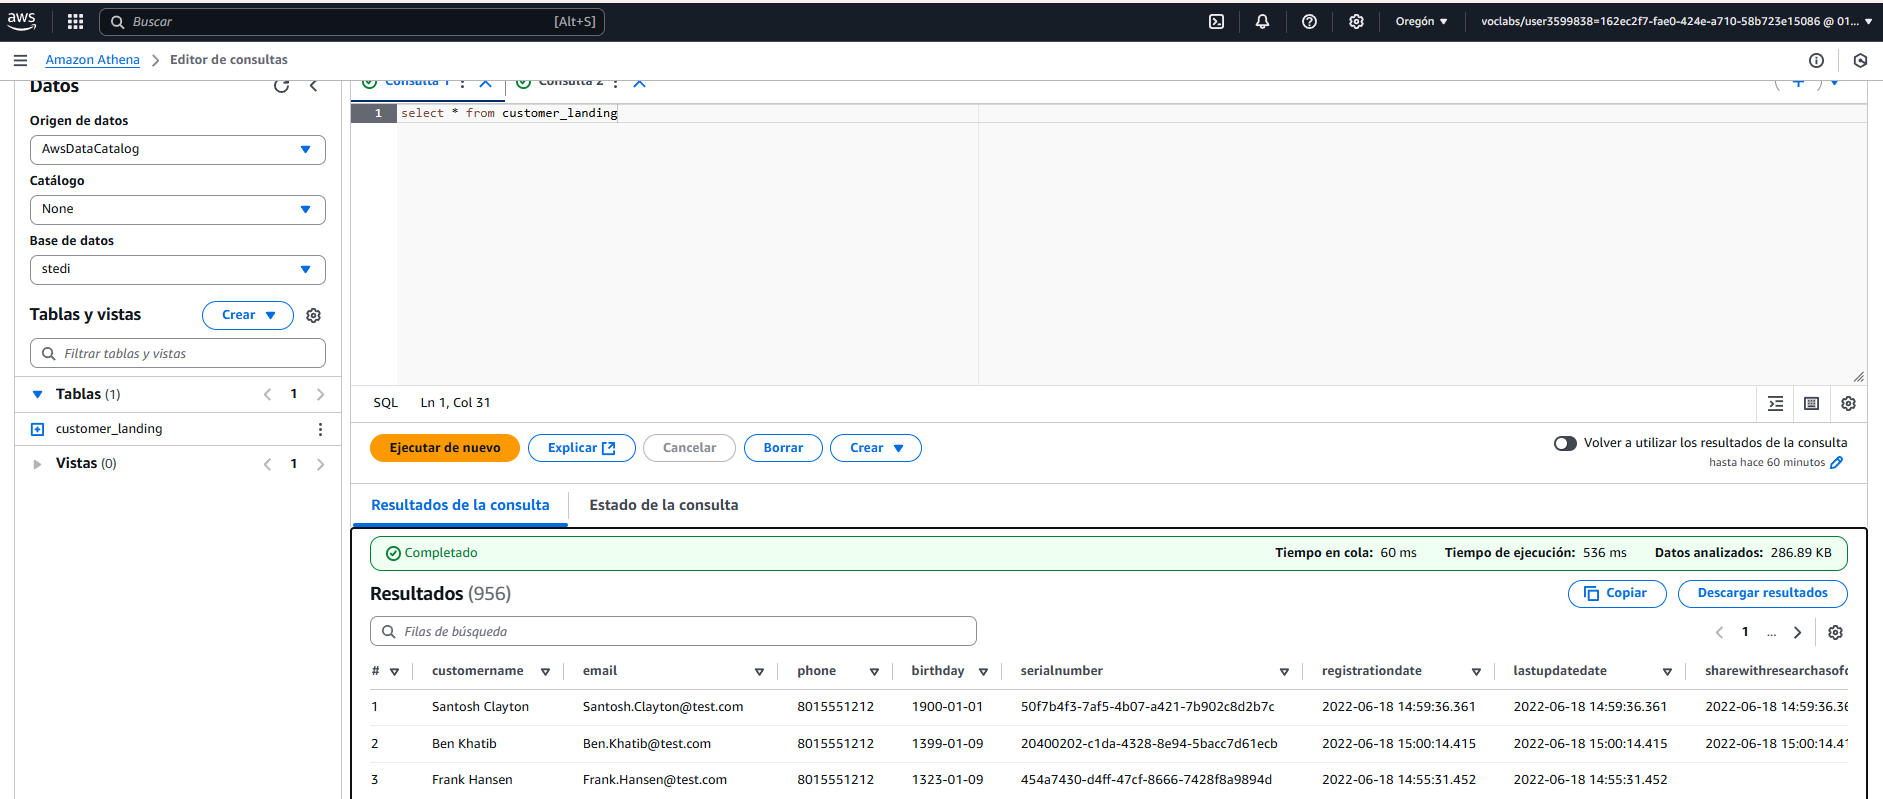 aws
Buscar [Alt+S]
Oregón
voclabs/user3599838=162ec2f7-fae0-424e-a710-58b723e15086 @ 01...
Amazon Athena
Editor de consultas
Datos
Consulta 1
Consulta 2
Origen de datos
AwsDataCatalog
Catálogo
None
Base de datos
stedi
Tablas y vistas
Crear
Filtrar tablas y vistas
Tablas (1) 1
customer_landing
Vistas (0) 1
1 select * from customer_landing
SQL Ln 1, Col 31
Ejecutar de nuevo
Explicar
Cancelar
Borrar
Crear
Volver a utilizar los resultados de la consulta
hasta hace 60 minutos
Resultados de la consulta
Estado de la consulta
Completado
Tiempo en cola: 60 ms
Tiempo de ejecución: 536 ms
Datos analizados: 286.89 KB
Resultados (956)
Copiar
Descargar resultados
Filas de búsqueda
1 ...
# customername email phone birthday serialnumber registrationdate lastupdatedate sharewithresearchasofd
1 Santosh Clayton Santosh.Clayton@test.com 8015551212 1900-01-01 50f7b4f3-7af5-4b07-a421-7b902c8d2b7c 2022-06-18 14:59:36.361 2022-06-18 14:59:36.361 2022-06-18 14:59:36.36
2 Ben Khatib Ben.Khatib@test.com 8015551212 1399-01-09 20400202-c1da-4328-8e94-5bacc7d61ecb 2022-06-18 15:00:14.415 2022-06-18 15:00:14.415 2022-06-18 15:00:14.41
3 Frank Hansen Frank.Hansen@test.com 8015551212 1323-01-09 454a7430-d4ff-47cf-8666-7428f8a9894d 2022-06-18 14:55:31.452 2022-06-18 14:55:31.452